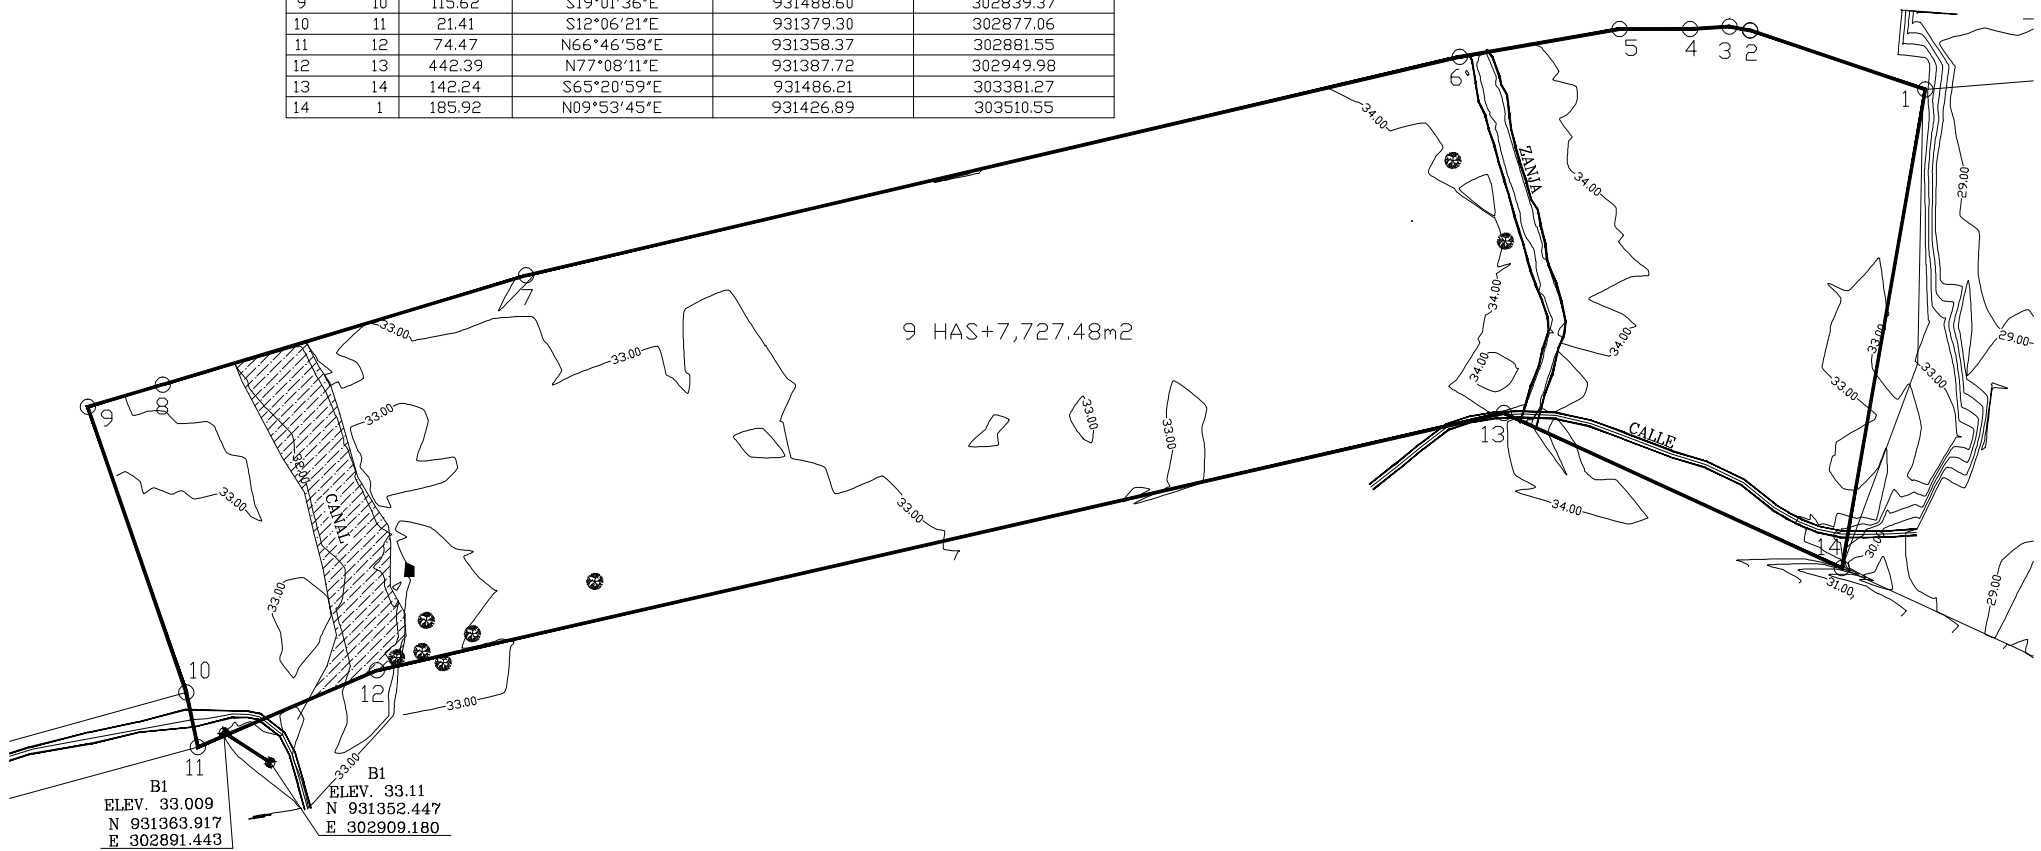 9 10 115.62 S19°01'36"E 931488.60 302839.37
10 11 21.41 S12°06'21"E 931379.30 302877.06
11 12 74.47 N66°46'58"E 931358.37 302881.55
12 13 442.39 N77°08'11"E 931387.72 302949.98
13 14 142.24 S65°20'59"E 931486.21 303381.27
14 1 185.92 N09°53'45"E 931426.89 303510.55
5 4 3 2
6
1
34.00
ZANJA
34.00
29.00
7
34.00
33.00
9 HAS+7,727.48m2
33.00
34.00
33.00
29.00
34.00
33.00
33.00
9
8
33.00
33.00
33.00
13
CALLE
32.00
33.00
CANAL
33.00
34.00
14
30.00
33.00
31.00
29.00
10
12
33.00
11
33.00
B1
ELEV. 33.009
N 931363.917
E 302891.443
B1
ELEV. 33.11
N 931352.447
E 302909.180